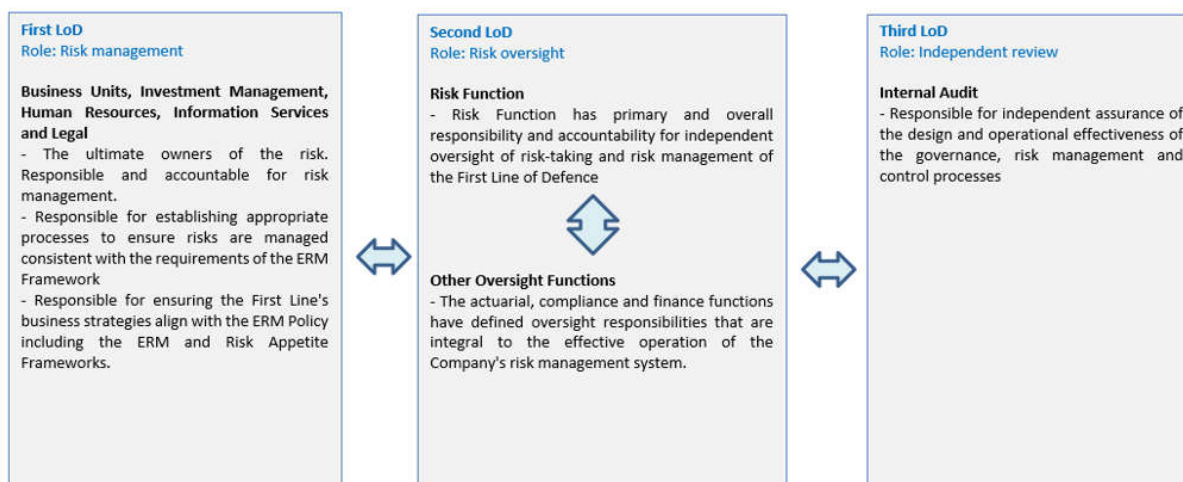 First LoD
Role: Risk management
Business Units, Investment Management,
Human Resources, Information Services
and Legal
- The ultimate owners of the risk.
Responsible and accountable for risk
management.
- Responsible for establishing appropriate
processes to ensure risks are managed
consistent with the requirements of the ERM
Framework
- Responsible for ensuring the First Line's
business strategies align with the ERM Policy
including the ERM and Risk Appetite
Frameworks.
Second LoD
Role: Risk oversight
Risk Function
- Risk Function has primary and overall
responsibility and accountability for independent
oversight of risk-taking and risk management of
the First Line of Defence
Other Oversight Functions
- The actuarial, compliance and finance functions
have defined oversight responsibilities that are
integral to the effective operation of the
Company's risk management system.
Third LoD
Role: Independent review
Internal Audit
- Responsible for independent assurance of
the design and operational effectiveness of
the governance, risk management and
control processes